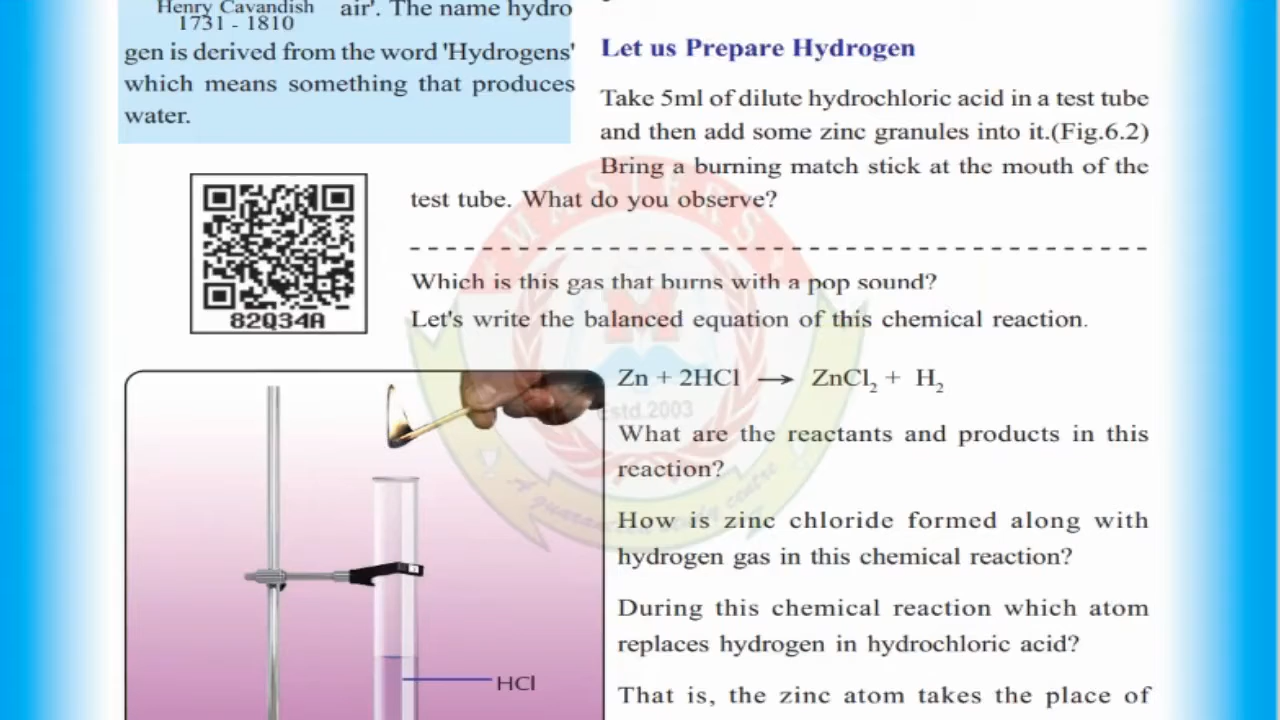 Henry Cavandish
1731 - 1810
air'. The name hydro
gen is derived from the word 'Hydrogens'
which means something that produces
water.
82Q34A
Let us Prepare Hydrogen
Take 5ml of dilute hydrochloric acid in a test tube
and then add some zinc granules into it.(Fig.6.2)
Bring a burning match stick at the mouth of the
test tube. What do you observe?
Which is this gas that burns with a pop sound?
Let's write the balanced equation of this chemical reaction.
Zn + 2HCl → ZnCl₂ + H₂
What are the reactants and products in this
reaction?
How is zinc chloride formed along with
hydrogen gas in this chemical reaction?
During this chemical reaction which atom
replaces hydrogen in hydrochloric acid?
That is, the zinc atom takes the place of
HCl
M
Estd.2003
A guaranteed study centre